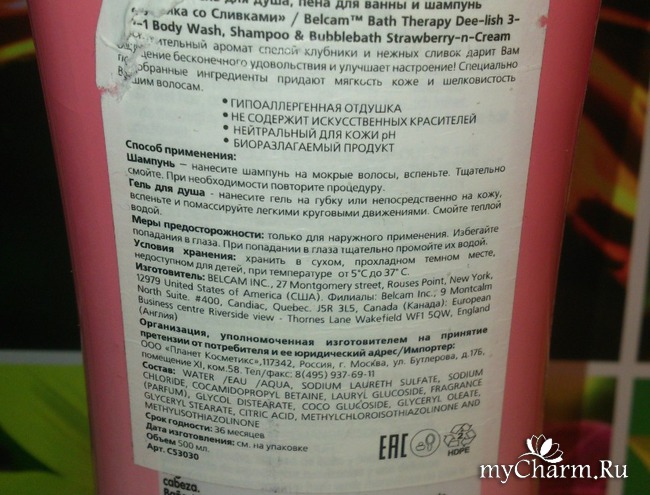 для душа, пена для ванны и шампунь
со Сливками» / Belcam™ Bath Therapy Dee-lish 3-
-1 Body Wash, Shampoo & Bubblebath Strawberry-n-Cream
аромат спелой клубники и нежных сливок дарит Вам
бесконечного удовольствия и улучшает настроение! Специально
ингредиенты придают мягкость коже и шелковистость
волосам.
• ГИПОАЛЛЕРГЕННАЯ ОТДУШКА
• НЕ СОДЕРЖИТ ИСКУССТВЕННЫХ КРАСИТЕЛЕЙ
• НЕЙТРАЛЬНЫЙ ДЛЯ КОЖИ pH
• БИОРАЗЛАГАЕМЫЙ ПРОДУКТ
Способ применения:
Шампунь – нанесите шампунь на мокрые волосы, вспеньте. Тщательно
смойте. При необходимости повторите процедуру.
Гель для душа - нанесите гель на губку или непосредственно на кожу,
вспеньте и помассируйте легкими круговыми движениями. Смойте теплой
водой.
Меры предосторожности: только для наружного применения. Избегайте
попадания в глаза. При попадании в глаза тщательно промойте их водой.
Условия хранения: хранить в сухом, прохладном темном месте,
недоступном для детей, при температуре от 5°C до 37° C.
Изготовитель: BELCAM INC., 27 Montgomery street, Rouses Point, New York,
12979 United States of America (США). Филиалы: Belcam Inc.; 9 Montcalm
North Suite. #400, Candiac, Quebec. J5R 3L5, Canada (Канада): European
Business centre Riverside view - Thornes Lane Wakefield WF1 5QW, England
(Англия)
Организация, уполномоченная изготовителем на принятие
претензии от потребителя и ее юридический адрес/Импортер:
ООО «Планет Косметикс»,117342, Россия, г. Москва, ул. Бутлерова, д.17Б,
помещение XI, ком.58. Тел/Факс: 8(495) 937-69-11
Состав: WATER /EAU /AQUA, SODIUM LAURETH SULFATE, SODIUM
CHLORIDE, COCAMIDOPROPYL BETAINE, LAURYL GLUCOSIDE, FRAGRANCE
(PARFUM), GLYCOL DISTEARATE, COCO GLUCOSIDE, GLYCERYL OLEATE,
GLYCERYL STEARATE, CITRIC ACID, METHYLCHLOROISOTHIAZOLINONE AND
METHYLISOTHIAZOLINONE
Срок годности: 36 месяцев
Дата изготовления: см. на упаковке
Объем 500 мл.
Арт. C53030
EAC
2
HDPE
cabeza.
myCharm.Ru